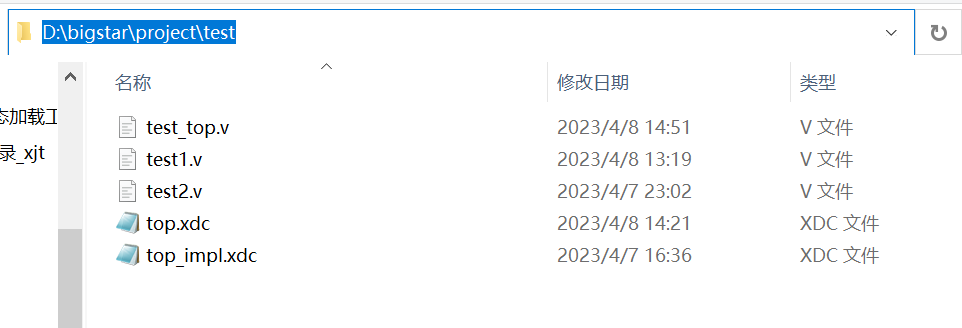 D:\bigstar\project\test
名称 修改日期 类型
态加载工
录_xjt
test_top.v 2023/4/8 14:51 V 文件
test1.v 2023/4/8 13:19 V 文件
test2.v 2023/4/7 23:02 V 文件
top.xdc 2023/4/8 14:21 XDC 文件
top_impl.xdc 2023/4/7 16:36 XDC 文件